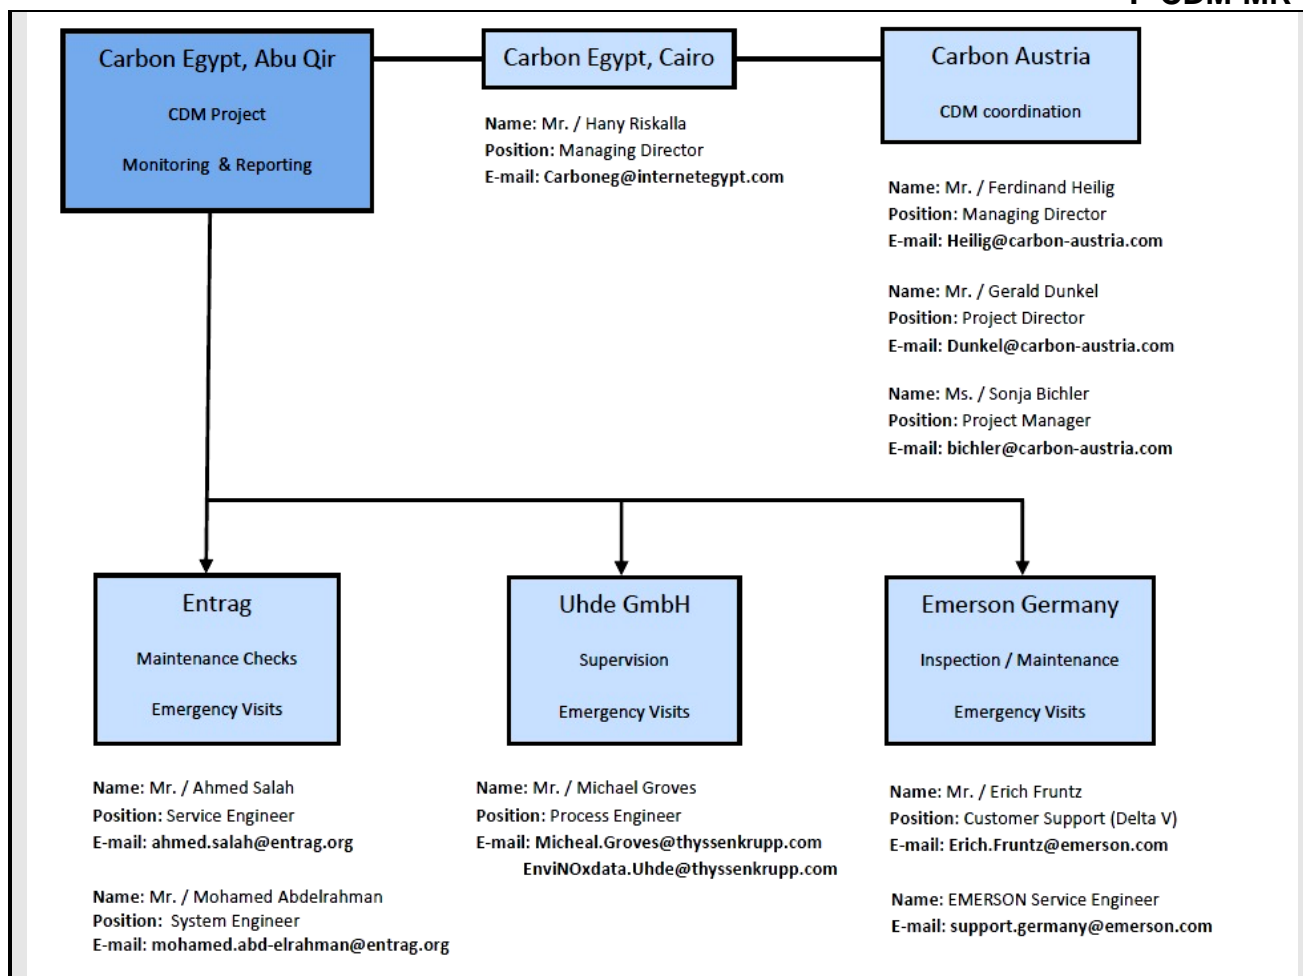 Carbon Egypt, Abu Qir
CDM Project
Monitoring & Reporting
Carbon Egypt, Cairo
Name: Mr. / Hany Riskalla
Position: Managing Director
E-mail: Carboneg@internetegypt.com
Carbon Austria
CDM coordination
Name: Mr. / Ferdinand Heilig
Position: Managing Director
E-mail: Heilig@carbon-austria.com
Name: Mr. / Gerald Dunkel
Position: Project Director
E-mail: Dunkel@carbon-austria.com
Name: Ms. / Sonja Bichler
Position: Project Manager
E-mail: bichler@carbon-austria.com
Entrag
Maintenance Checks
Emergency Visits
Name: Mr. / Ahmed Salah
Position: Service Engineer
E-mail: ahmed.salah@entrag.org
Name: Mr. / Mohamed Abdelrahman
Position: System Engineer
E-mail: mohamed.abd-elrahman@entrag.org
Uhde GmbH
Supervision
Emergency Visits
Name: Mr. / Michael Groves
Position: Process Engineer
E-mail: Micheal.Groves@thyssenkrupp.com
EnviNOxdata.Uhde@thyssenkrupp.com
Emerson Germany
Inspection / Maintenance
Emergency Visits
Name: Mr. / Erich Fruntz
Position: Customer Support (Delta V)
E-mail: Erich.Fruntz@emerson.com
Name: EMERSON Service Engineer
E-mail: support.germany@emerson.com